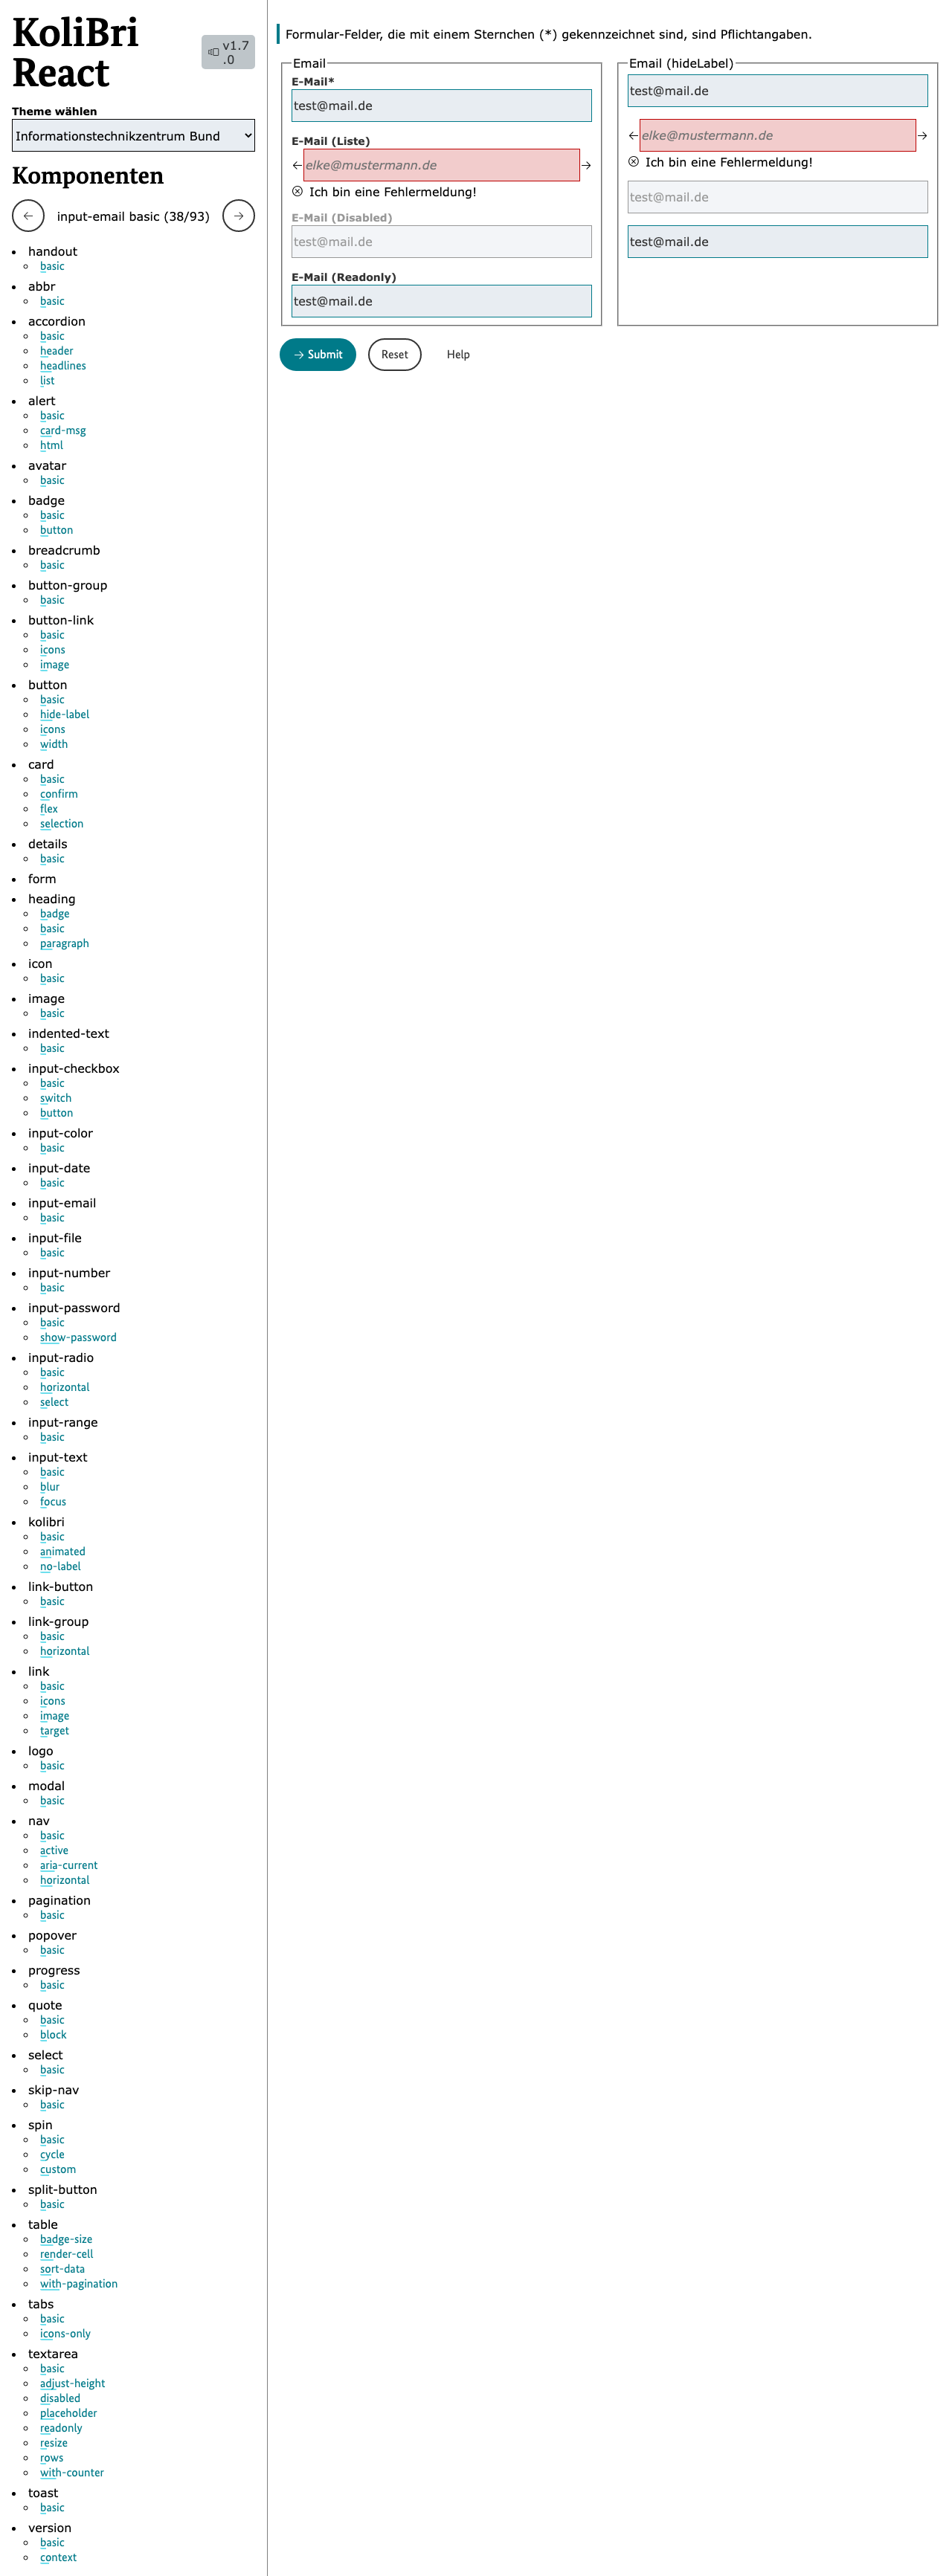 KoliBri
React
v1.7
.0
Theme wählen
Informationstechnikzentrum Bund
Komponenten
← input-email basic (38/93) →
handout
basic
abbr
basic
accordion
basic
header
headlines
list
alert
basic
card-msg
html
avatar
basic
badge
basic
button
breadcrumb
basic
button-group
basic
button-link
basic
icons
image
button
basic
hide-label
icons
width
card
basic
confirm
flex
selection
details
basic
form
heading
badge
basic
paragraph
icon
basic
image
basic
indented-text
basic
input-checkbox
basic
switch
button
input-color
basic
input-date
basic
input-email
basic
input-file
basic
input-number
basic
input-password
basic
show-password
input-radio
basic
horizontal
select
input-range
basic
input-text
basic
blur
focus
kolibri
basic
animated
no-label
link-button
basic
link-group
basic
horizontal
link
basic
icons
image
target
logo
basic
modal
basic
nav
basic
active
aria-current
horizontal
pagination
basic
popover
basic
progress
basic
quote
basic
block
select
basic
skip-nav
basic
spin
basic
cycle
custom
split-button
basic
table
badge-size
render-cell
sort-data
with-pagination
tabs
basic
icons-only
textarea
basic
adjust-height
disabled
placeholder
readonly
resize
rows
with-counter
toast
basic
version
basic
context
Formular-Felder, die mit einem Sternchen (*) gekennzeichnet sind, sind Pflichtangaben.
Email
E-Mail*
test@mail.de
E-Mail (Liste)
← elke@mustermann.de →
Ich bin eine Fehlermeldung!
E-Mail (Disabled)
test@mail.de
E-Mail (Readonly)
test@mail.de
Email (hideLabel)
test@mail.de
← elke@mustermann.de →
Ich bin eine Fehlermeldung!
test@mail.de
test@mail.de
→ Submit Reset Help